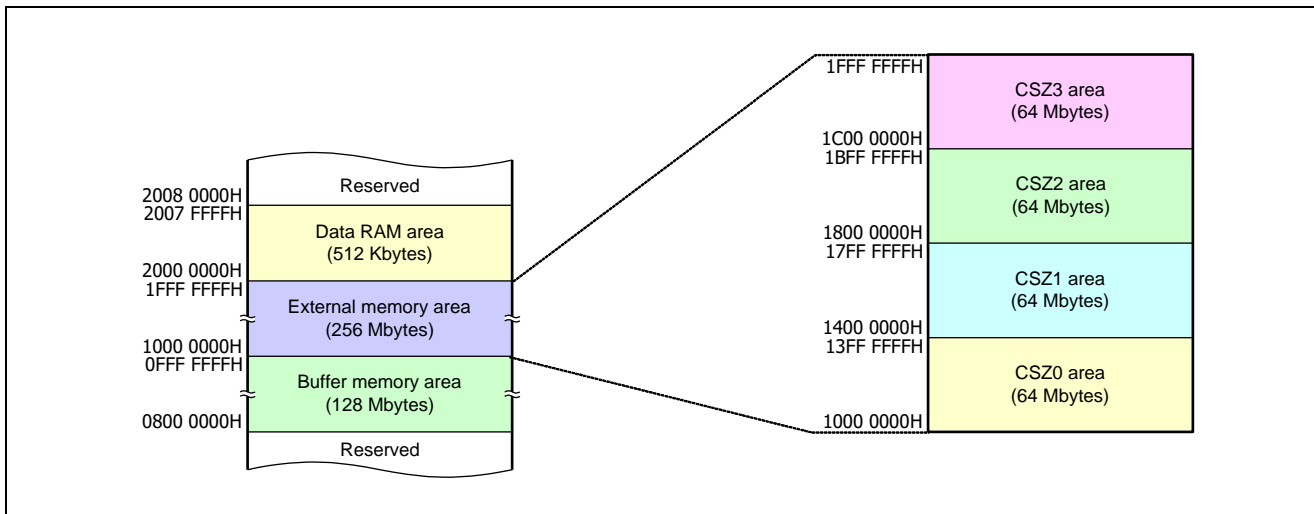 Reserved
2008 0000H
2007 FFFFH
Data RAM area
(512 Kbytes)
2000 0000H
1FFF FFFFH
External memory area
(256 Mbytes)
1000 0000H
0FFF FFFFH
Buffer memory area
(128 Mbytes)
0800 0000H
Reserved
1FFF FFFFH
CSZ3 area
(64 Mbytes)
1C00 0000H
1BFF FFFFH
CSZ2 area
(64 Mbytes)
1800 0000H
17FF FFFFH
CSZ1 area
(64 Mbytes)
1400 0000H
13FF FFFFH
CSZ0 area
(64 Mbytes)
1000 0000H